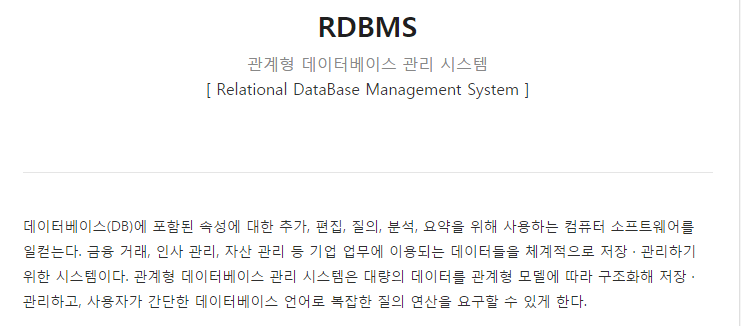 RDBMS
관계형 데이터베이스 관리 시스템
[ Relational DataBase Management System ]
데이터베이스(DB)에 포함된 속성에 대한 추가, 편집, 질의, 분석, 요약을 위해 사용하는 컴퓨터 소프트웨어를
일컫는다. 금융 거래, 인사 관리, 자산 관리 등 기업 업무에 이용되는 데이터들을 체계적으로 저장 · 관리하기
위한 시스템이다. 관계형 데이터베이스 관리 시스템은 대량의 데이터를 관계형 모델에 따라 구조화해 저장 ·
관리하고, 사용자가 간단한 데이터베이스 언어로 복잡한 질의 연산을 요구할 수 있게 한다.